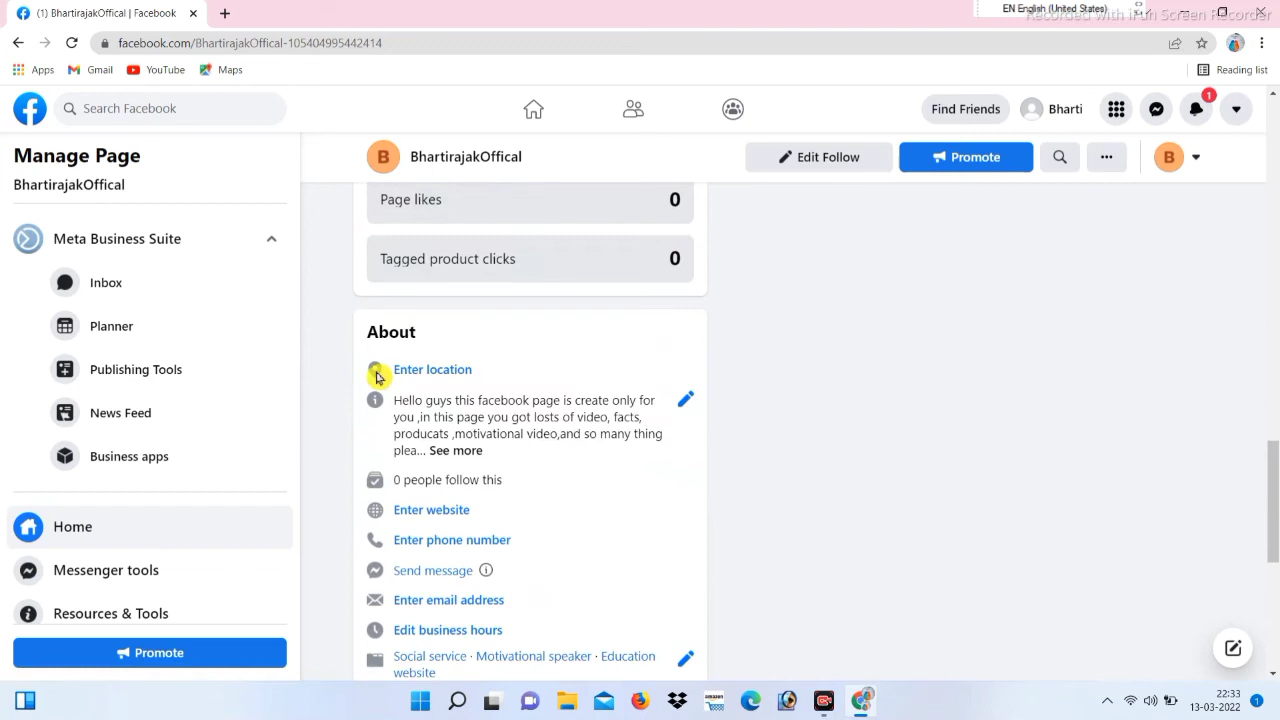 EN English (United States)
Recorded with iFun Screen Recorder
(1) BhartirajakOffical | Facebook
facebook.com/BhartirajakOffical-105404995442414
Apps
Gmail
YouTube
Maps
Reading list
Search Facebook
Find Friends
Bharti
1
Manage Page
BhartirajakOffical
B
BhartirajakOffical
Edit Follow
Promote
B
Meta Business Suite
Inbox
Planner
Publishing Tools
News Feed
Business apps
Home
Messenger tools
Resources & Tools
Promote
Page likes
0
Tagged product clicks
0
About
Enter location
Hello guys this facebook page is create only for
you ,in this page you got losts of video, facts,
producats ,motivational video,and so many thing
plea... See more
0 people follow this
Enter website
Enter phone number
Send message
Enter email address
Edit business hours
Social service · Motivational speaker · Education
website
amazon
22:33
13-03-2022
1